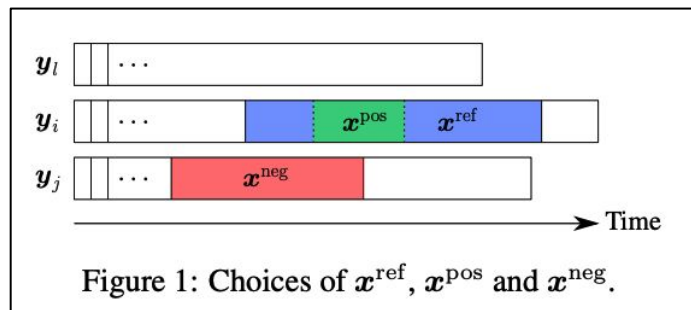 y_l ...
y_i ... x^pos x^ref
y_j ... x^neg
Time
Figure 1: Choices of x^ref, x^pos and x^neg.